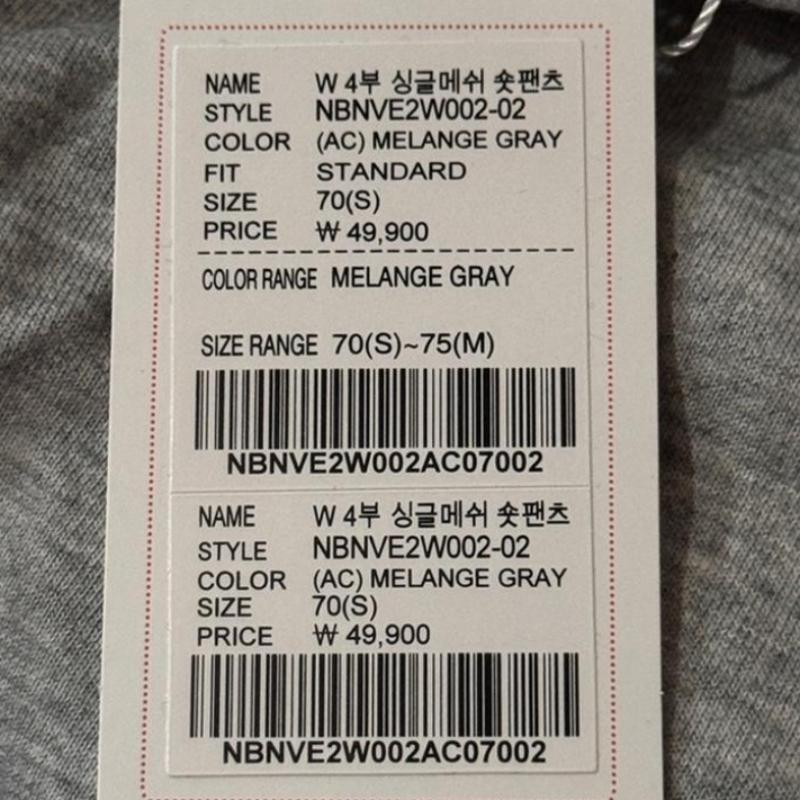 NAME W 4부 싱글메쉬 숏팬츠
STYLE NBNVE2W002-02
COLOR (AC) MELANGE GRAY
FIT STANDARD
SIZE 70(S)
PRICE ₩ 49,900
COLOR RANGE MELANGE GRAY
SIZE RANGE 70(S)~75(M)
NBNVE2W002AC07002
NAME W 4부 싱글메쉬 숏팬츠
STYLE NBNVE2W002-02
COLOR (AC) MELANGE GRAY
SIZE 70(S)
PRICE ₩ 49,900
NBNVE2W002AC07002